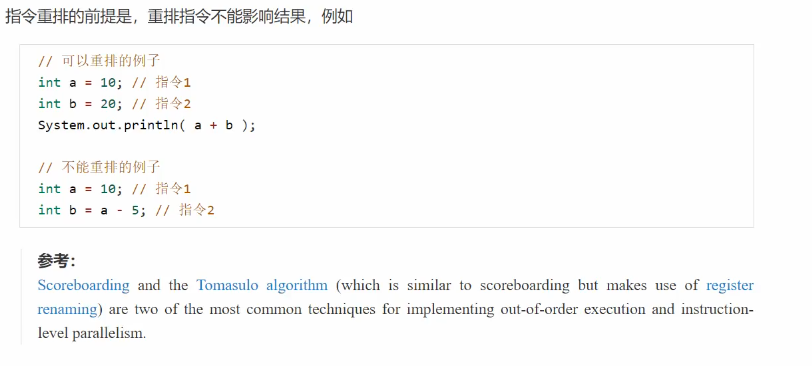 指令重排的前提是，重排指令不能影响结果，例如
// 可以重排的例子
int a = 10; // 指令1
int b = 20; // 指令2
System.out.println( a + b );
// 不能重排的例子
int a = 10; // 指令1
int b = a - 5; // 指令2
参考：
Scoreboarding and the Tomasulo algorithm (which is similar to scoreboarding but makes use of register
renaming) are two of the most common techniques for implementing out-of-order execution and instruction-
level parallelism.